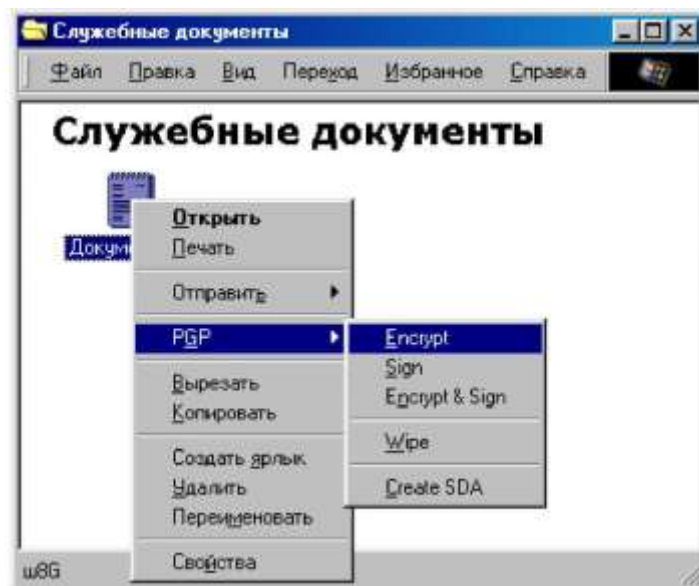 Служебные документы
Файл Правка Вид Переход Избранное Справка
Служебные документы
Открыть
Печать
Отправить
PGP
Вырезать
Копировать
Создать ярлык
Удалить
Переименовать
Свойства
Encrypt
Sign
Encrypt & Sign
Wipe
Create SDA